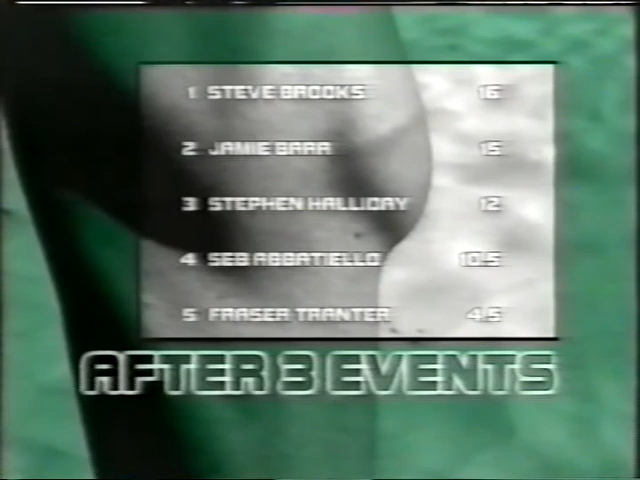 1 STEVE BROOKS 16
2 JAMIE BARR 15
3 STEPHEN HALLIDAY 12
4 SEB ABBATIELLO 10.5
5 FRASER TRANTER 4.5
AFTER 3 EVENTS